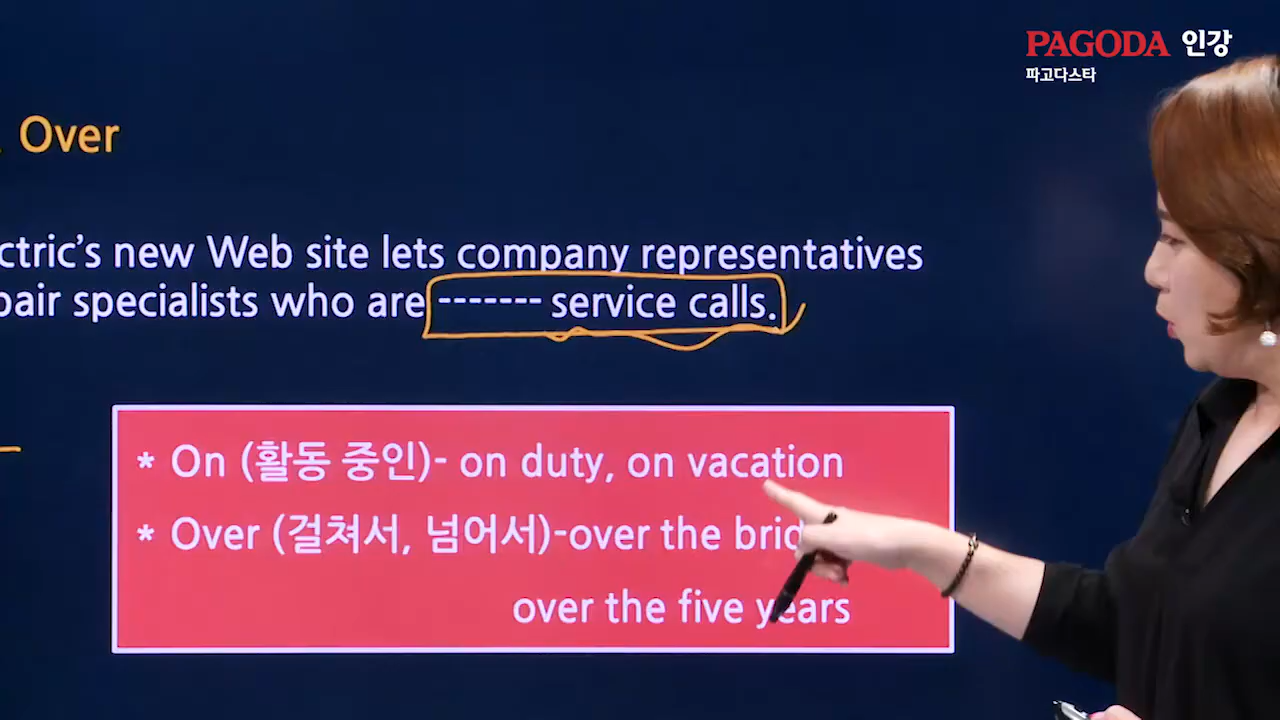 PAGODA 인강
파고다스타
Over
ctric's new Web site lets company representatives
pair specialists who are ------- service calls.
* On (활동 중인)- on duty, on vacation
* Over (걸쳐서, 넘어서)-over the
over the five years